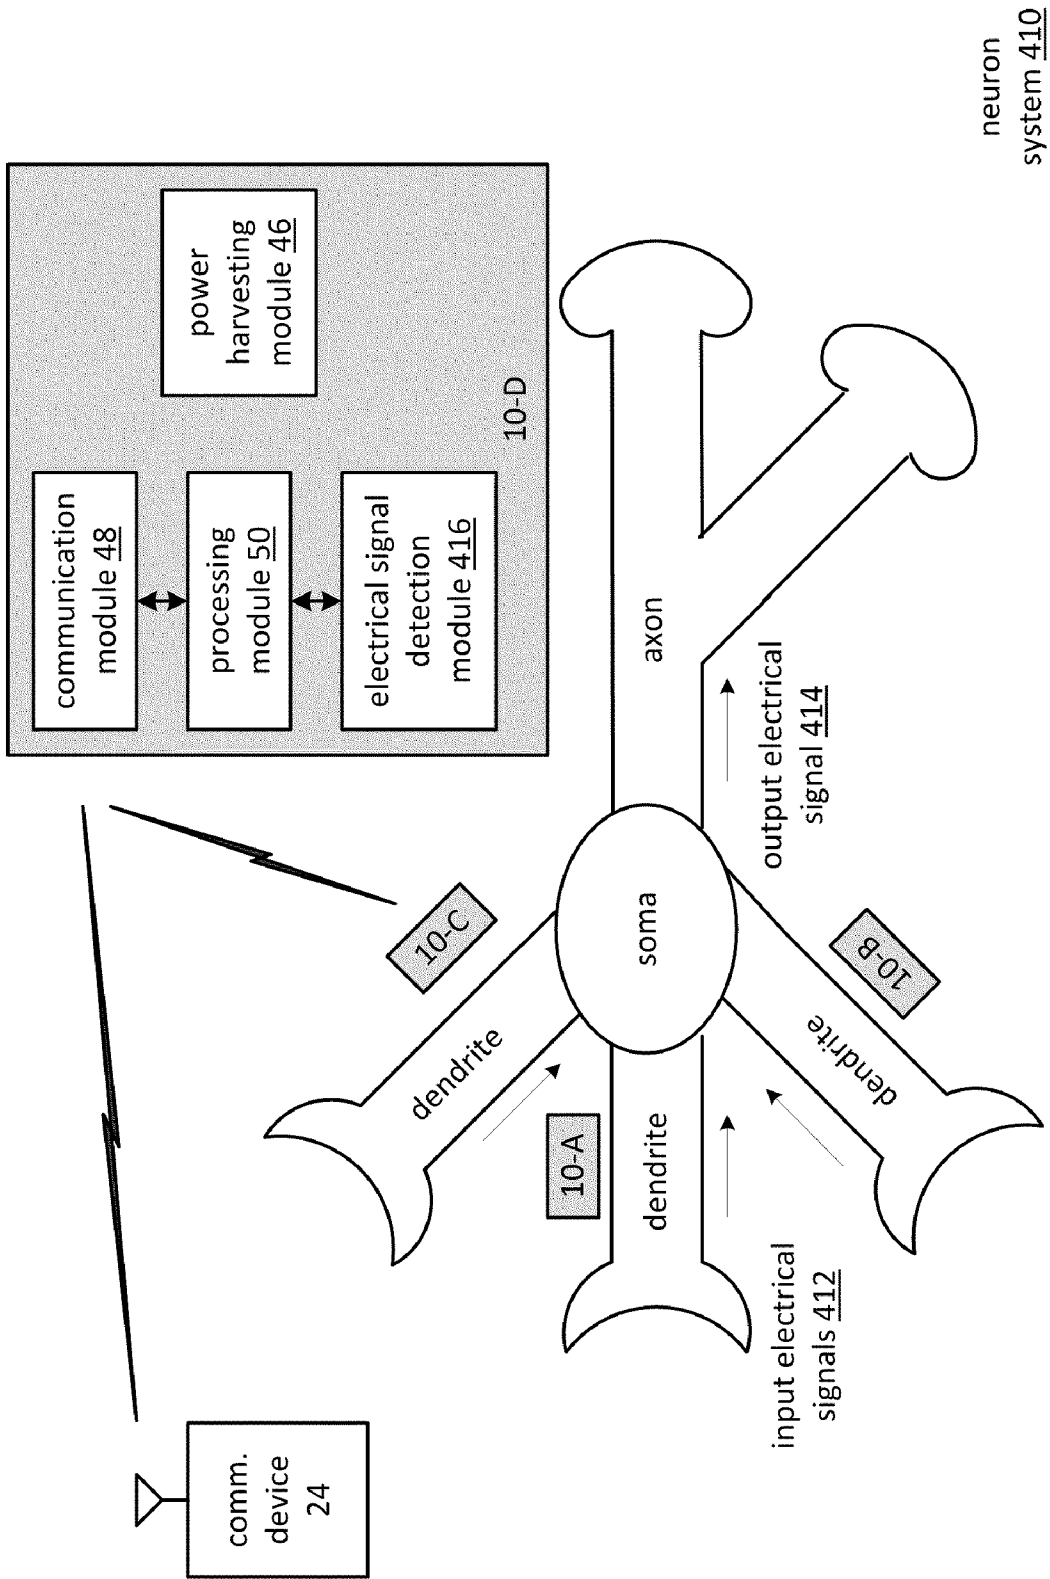 communication
module 48
processing
module 50
electrical signal
detection
module 416
power
harvesting
module 46
10-D
comm.
device
24
10-C
dendrite
10-A
dendrite
soma
axon
dendrite
10-B
input electrical
signals 412
output electrical
signal 414
neuron
system 410